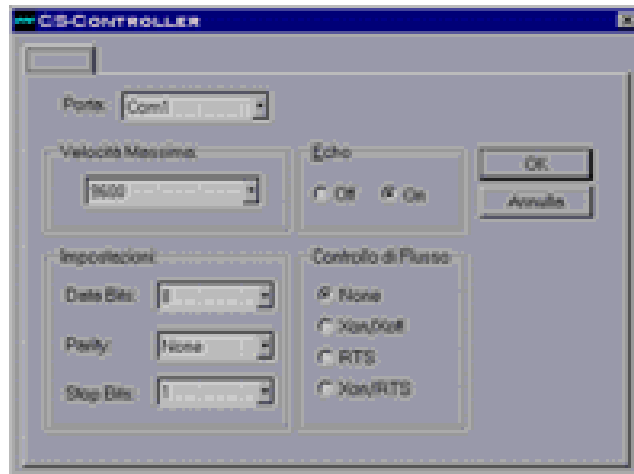 CS-CONTROLLER
Porta: Com1
Velocità Massima:
9600
Echo
Off On
OK
Annulla
Impostazioni:
Data Bits: 8
Parity: None
Stop Bits: 1
Controllo di Flusso
None
Xon/Xoff
RTS
Xon/RTS